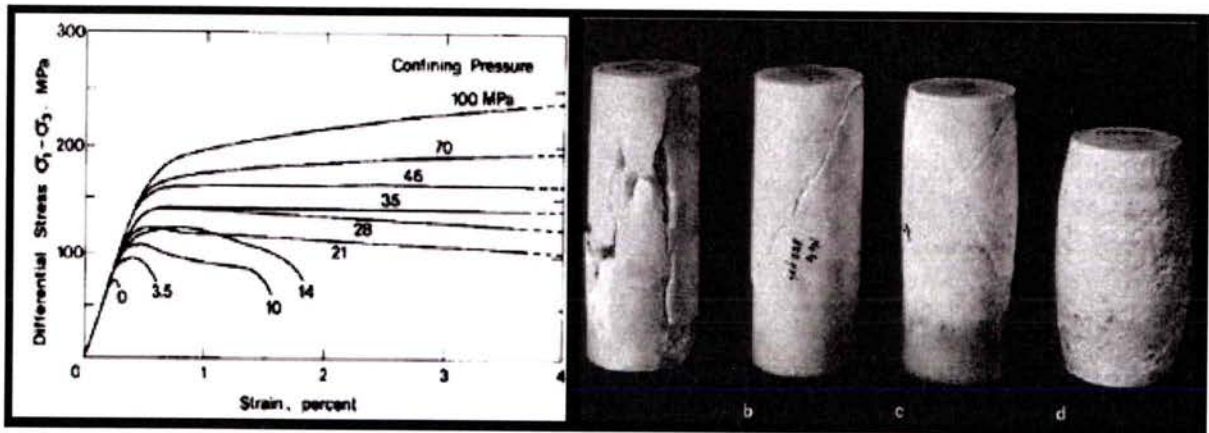 300
200
100
0
Differential Stress σ₁-σ₃, MPa
Confining Pressure
100 MPa
70
46
35
28
21
14
10
3.5
0
0 1 2 3 4
Strain, percent
b c d